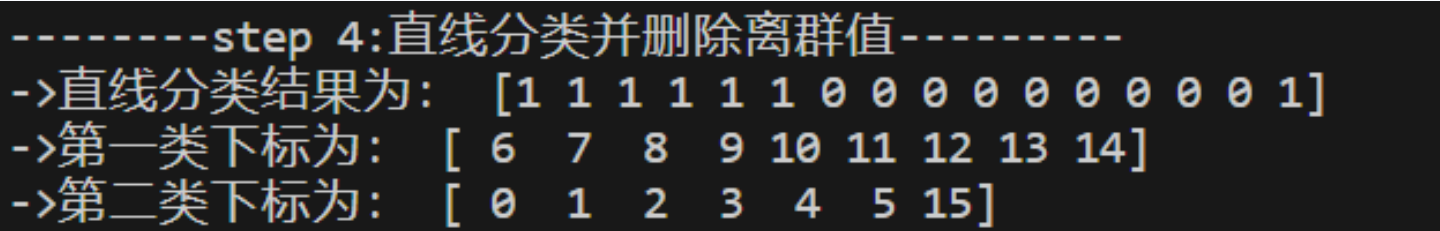 --------step 4:直线分类并删除离群值---------
->直线分类结果为： [1 1 1 1 1 1 0 0 0 0 0 0 0 0 0 1]
->第一类下标为： [ 6  7  8  9 10 11 12 13 14]
->第二类下标为： [ 0  1  2  3  4  5 15]